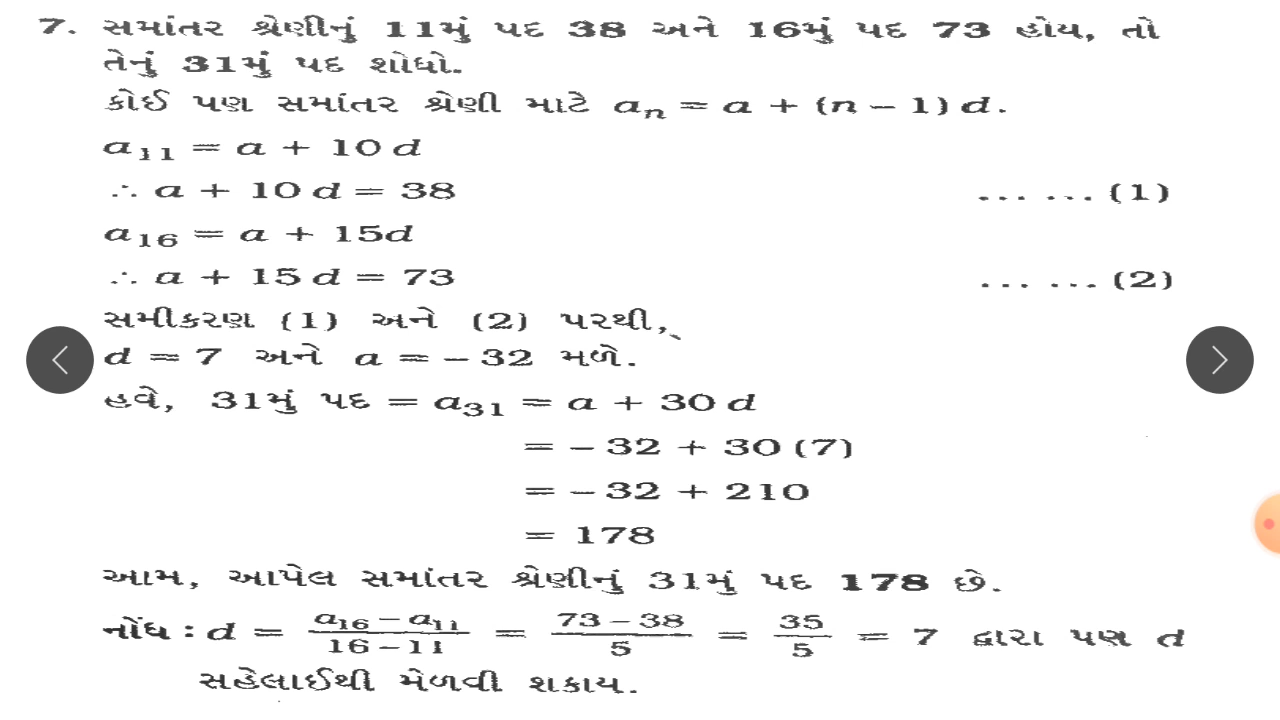 7. સમાંતર શ્રેણીનું 11મું પદ 38 અને 16મું પદ 73 હોય, તો
તેનું 31મું પદ શોધો.
કોઈ પણ સમાંતર શ્રેણી માટે aₙ = a + (n – 1) d.
a₁₁ = a + 10 d
∴ a + 10 d = 38 ... ... (1)
a₁₆ = a + 15d
∴ a + 15 d = 73 ... ... (2)
સમીકરણ (1) અને (2) પરથી,
d = 7 અને a = – 32 મળે.
હવે, 31મું પદ = a₃₁ = a + 30 d
= – 32 + 30 (7)
= – 32 + 210
= 178
આમ, આપેલ સમાંતર શ્રેણીનું 31મું પદ 178 છે.
નોંધ : d = (a₁₆ – a₁₁)/(16 – 11) = (73 – 38)/5 = 35/5 = 7 દ્વારા પણ d
સહેલાઈથી મેળવી શકાય.